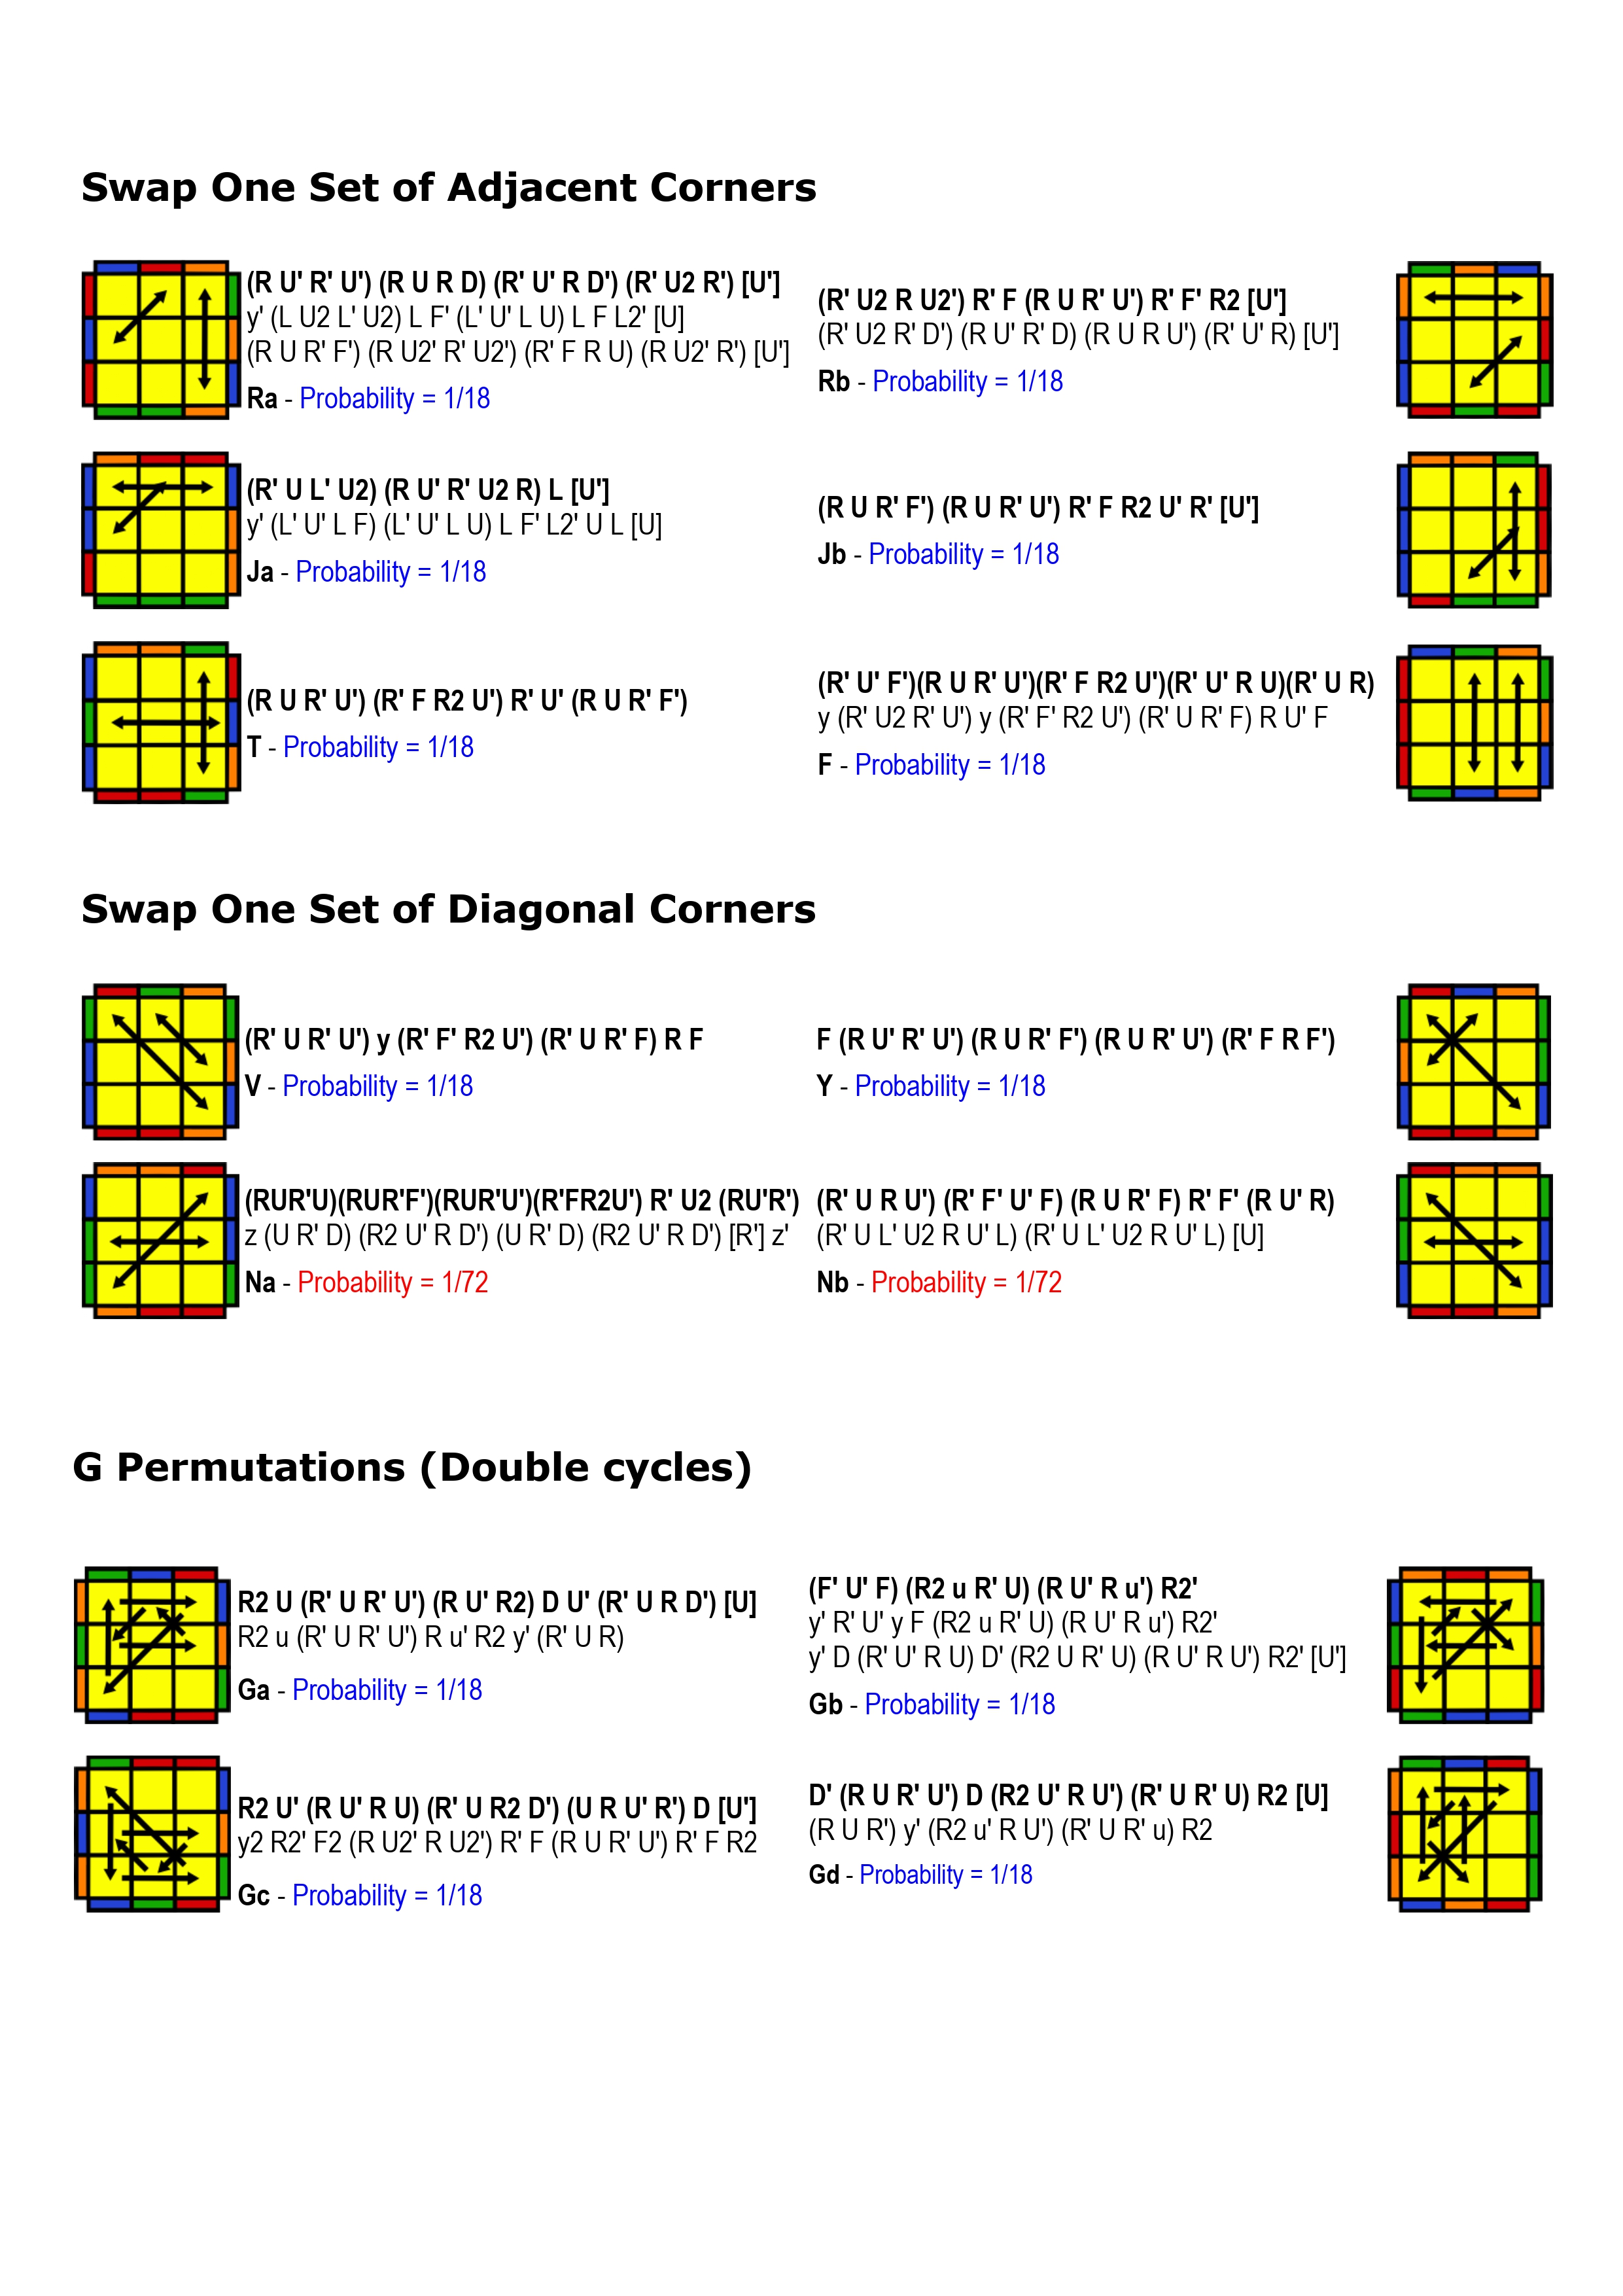 Swap One Set of Adjacent Corners
(R U' R' U') (R U R D) (R' U' R D') (R' U2 R') [U']
y' (L U2 L' U2) L F' (L' U' L U) L F L2' [U]
(R U R' F') (R U2' R' U2') (R' F R U) (R U2' R') [U']
Ra - Probability = 1/18
(R' U2 R U2') R' F (R U R' U') R' F' R2 [U']
(R' U2 R' D') (R U' R' D) (R U R U') (R' U' R) [U']
Rb - Probability = 1/18
(R' U L' U2) (R U' R' U2 R) L [U']
y' (L' U' L F) (L' U' L U) L F' L2' U L [U]
Ja - Probability = 1/18
(R U R' F') (R U R' U') R' F R2 U' R' [U']
Jb - Probability = 1/18
(R U R' U') (R' F R2 U') R' U' (R U R' F')
T - Probability = 1/18
(R' U' F')(R U R' U')(R' F R2 U')(R' U' R U)(R' U R)
y (R' U2 R' U') y (R' F' R2 U') (R' U R' F) R U' F
F - Probability = 1/18
Swap One Set of Diagonal Corners
(R' U R' U') y (R' F' R2 U') (R' U R' F) R F
V - Probability = 1/18
F (R U' R' U') (R U R' F') (R U R' U') (R' F R F')
Y - Probability = 1/18
(RUR'U)(RUR'F')(RUR'U')(R'FR2U') R' U2 (RU'R')
z (U R' D) (R2 U' R D') (U R' D) (R2 U' R D') [R'] z'
Na - Probability = 1/72
(R' U R U') (R' F' U' F) (R U R' F) R' F' (R U' R)
(R' U L' U2 R U' L) (R' U L' U2 R U' L) [U]
Nb - Probability = 1/72
G Permutations (Double cycles)
R2 U (R' U R' U') (R U' R2) D U' (R' U R D') [U]
R2 u (R' U R' U') R u' R2 y' (R' U R)
Ga - Probability = 1/18
(F' U' F) (R2 u R' U) (R U' R u') R2'
y' R' U' y F (R2 u R' U) (R U' R u') R2'
y' D (R' U' R U) D' (R2 U R' U) (R U' R U') R2' [U']
Gb - Probability = 1/18
R2 U' (R U' R U) (R' U R2 D') (U R U' R') D [U']
y2 R2' F2 (R U2' R U2') R' F (R U R' U') R' F R2
Gc - Probability = 1/18
D' (R U R' U') D (R2 U' R U') (R' U R' U) R2 [U]
(R U R') y' (R2 u' R U') (R' U R' u) R2
Gd - Probability = 1/18